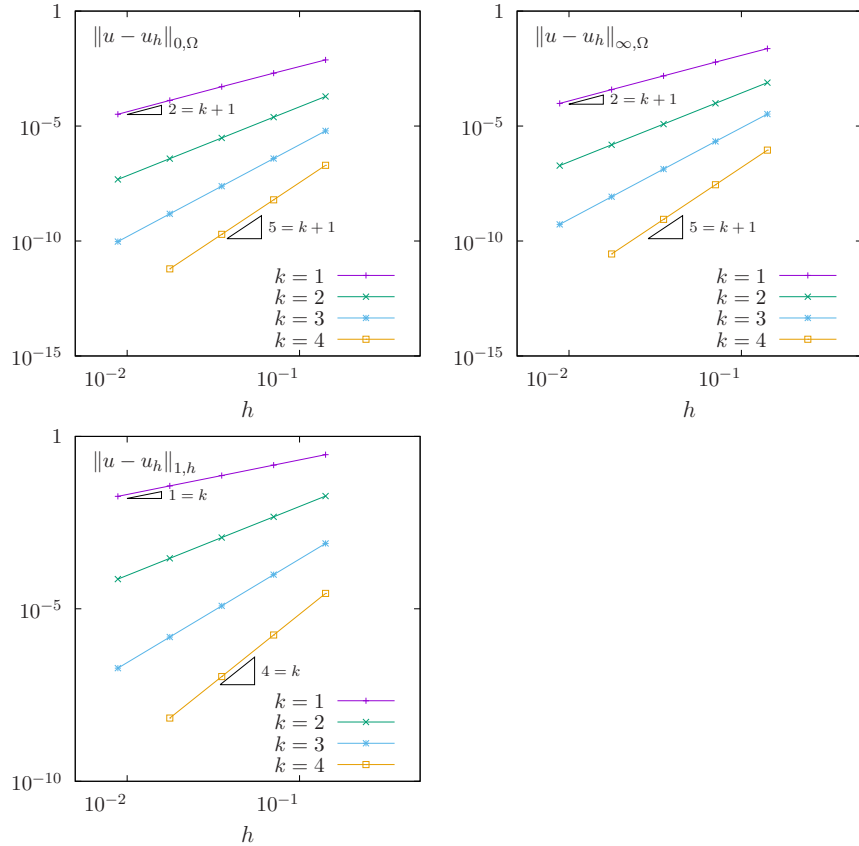 1
‖u − u_h‖_{0,Ω}
10^{−5}
2 = k + 1
10^{−10}
5 = k + 1
k = 1
k = 2
k = 3
k = 4
10^{−15}
10^{−2}
10^{−1}
h
1
‖u − u_h‖_{∞,Ω}
10^{−5}
2 = k + 1
10^{−10}
5 = k + 1
k = 1
k = 2
k = 3
k = 4
10^{−15}
10^{−2}
10^{−1}
h
1
‖u − u_h‖_{1,h}
1 = k
10^{−5}
4 = k
k = 1
k = 2
k = 3
k = 4
10^{−10}
10^{−2}
10^{−1}
h